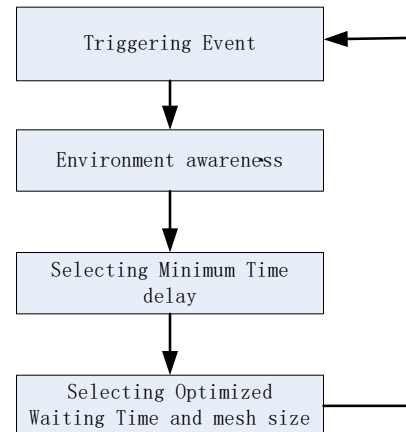 Triggering Event
Environment awareness
Selecting Minimum Time
delay
Selecting Optimized
Waiting Time and mesh size